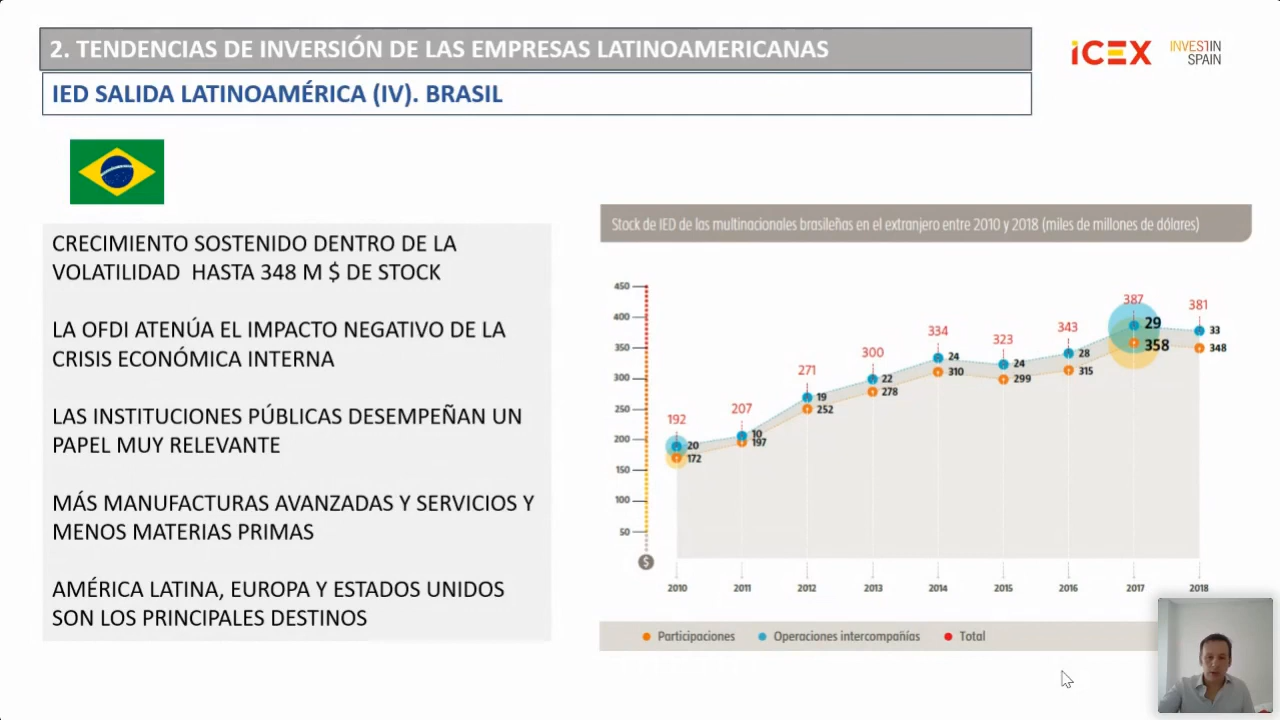 2. TENDENCIAS DE INVERSIÓN DE LAS EMPRESAS LATINOAMERICANAS
IED SALIDA LATINOAMÉRICA (IV). BRASIL
iCEX
INVESTIN
SPAIN
CRECIMIENTO SOSTENIDO DENTRO DE LA
VOLATILIDAD HASTA 348 M $ DE STOCK
LA OFDI ATENÚA EL IMPACTO NEGATIVO DE LA
CRISIS ECONÓMICA INTERNA
LAS INSTITUCIONES PÚBLICAS DESEMPEÑAN UN
PAPEL MUY RELEVANTE
MÁS MANUFACTURAS AVANZADAS Y SERVICIOS Y
MENOS MATERIAS PRIMAS
AMÉRICA LATINA, EUROPA Y ESTADOS UNIDOS
SON LOS PRINCIPALES DESTINOS
Stock de IED de las multinacionales brasileñas en el extranjero entre 2010 y 2018 (miles de millones de dólares)
450
400
350
300
250
200
150
100
50
$
192
20
172
207
10
197
271
19
252
300
22
278
334
24
310
323
24
299
343
28
315
387
29
358
381
33
348
2010 2011 2012 2013 2014 2015 2016 2017 2018
Participaciones Operaciones intercompañías Total